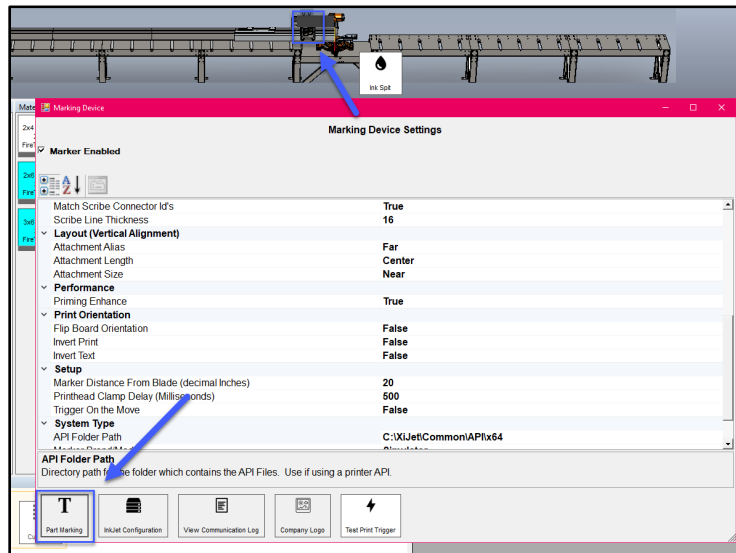 Ink Spit
Mate
Marking Device
Marking Device Settings
2x4
Fire
Marker Enabled
2x6
Fire
3x6
Fire
Match Scribe Connector Id's True
Scribe Line Thickness 16
Layout (Vertical Alignment)
Attachment Alias Far
Attachment Length Center
Attachment Size Near
Performance
Priming Enhance True
Print Orientation
Flip Board Orientation False
Invert Print False
Invert Text False
Setup
Marker Distance From Blade (decimal Inches) 20
Printhead Clamp Delay (Milliseconds) 500
Trigger On the Move False
System Type
API Folder Path C:\XiJet\Common\API\x64
API Folder Path
Directory path for the folder which contains the API Files. Use if using a printer API.
Part Marking
InkJet Configuration
View Communication Log
Company Logo
Test Print Trigger
Cu